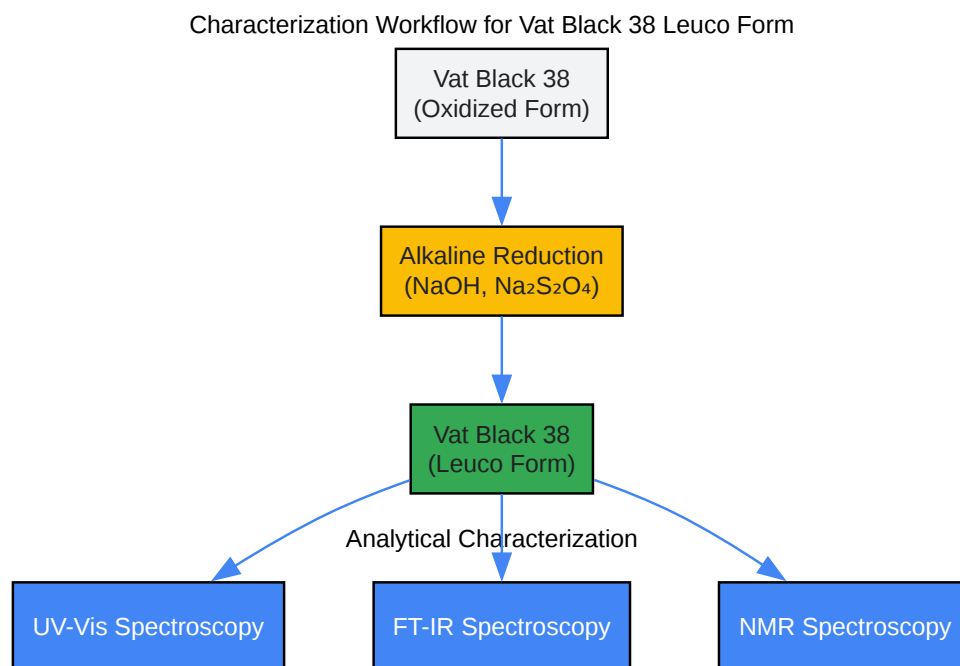 Characterization Workflow for Vat Black 38 Leuco Form
Vat Black 38
(Oxidized Form)
Alkaline Reduction
(NaOH, Na₂S₂O₄)
Vat Black 38
(Leuco Form)
Analytical Characterization
UV-Vis Spectroscopy
FT-IR Spectroscopy
NMR Spectroscopy